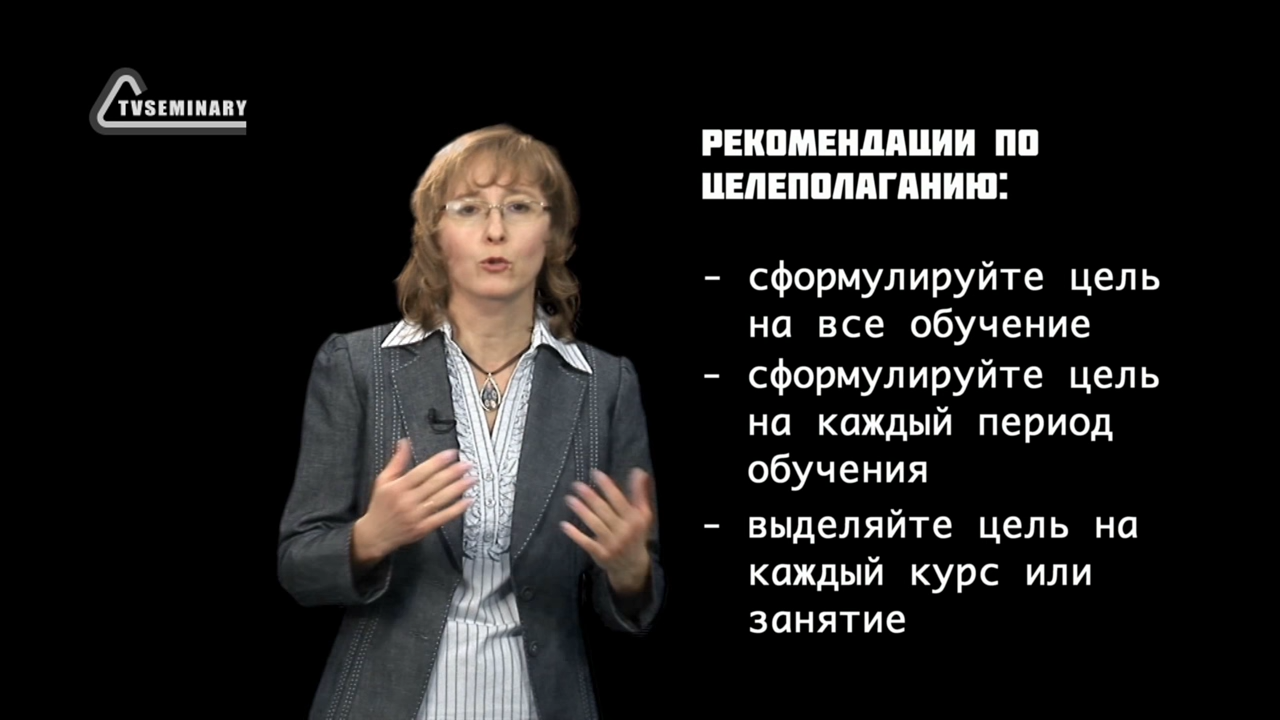 TVSEMINARY
РЕКОМЕНДАЦИИ ПО
ЦЕЛЕПОЛАГАНИЮ:
- сформулируйте цель
на все обучение
- сформулируйте цель
на каждый период
обучения
- выделяйте цель на
каждый курс или
занятие